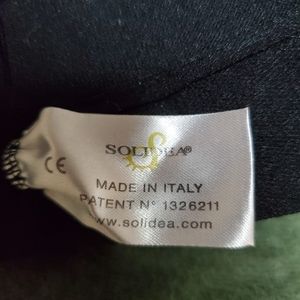 SOLIDEA®
CE
MADE IN ITALY
PATENT N° 1326211
www.solidea.com